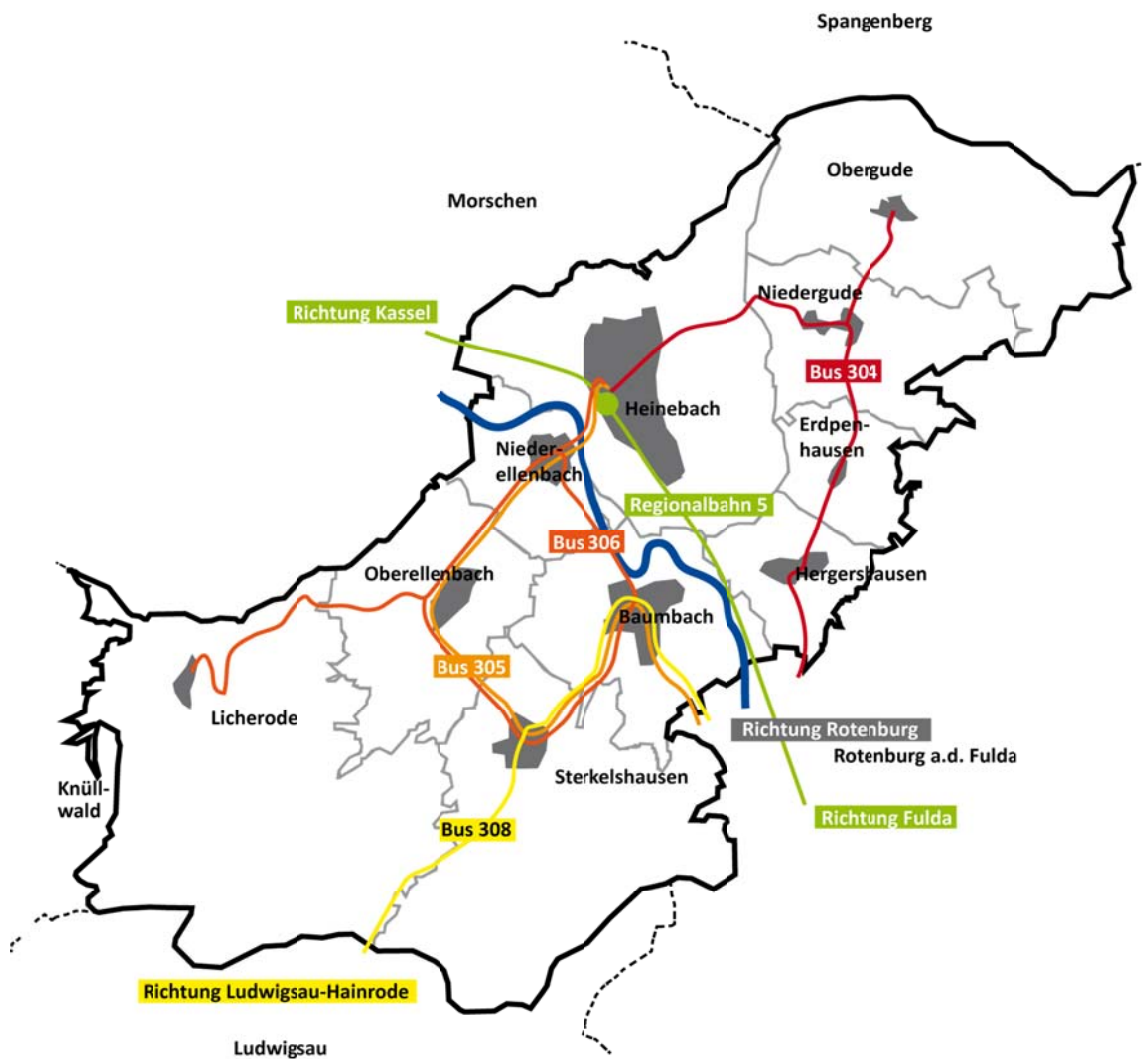 Spangenberg
Obergude
Morschen
Niedergude
Richtung Kassel
Bus 304
Heinebach
Erdpen-
hausen
Nieder-
ellenbach
Regionalbahn 5
Bus 306
Oberellenbach
Hergershausen
Baumbach
Bus 305
Licherode
Richtung Rotenburg
Rotenburg a.d. Fulda
Sterkelshausen
Knüll-
wald
Richtung Fulda
Bus 308
Richtung Ludwigsau-Hainrode
Ludwigsau